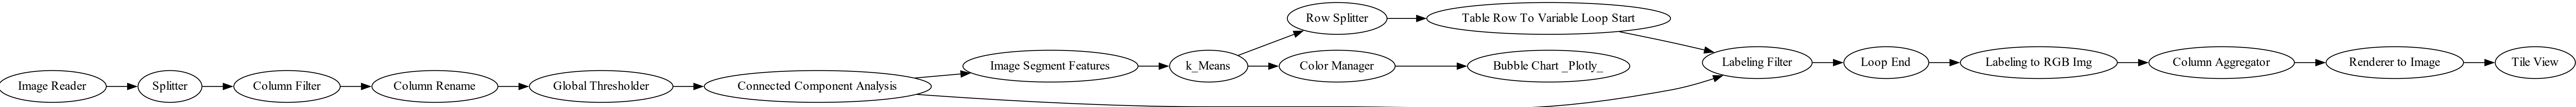 Image Reader
Splitter
Column Filter
Column Rename
Global Thresholder
Connected Component Analysis
Image Segment Features
k_Means
Row Splitter
Table Row To Variable Loop Start
Color Manager
Bubble Chart _Plotly_
Labeling Filter
Loop End
Labeling to RGB Img
Column Aggregator
Renderer to Image
Tile View